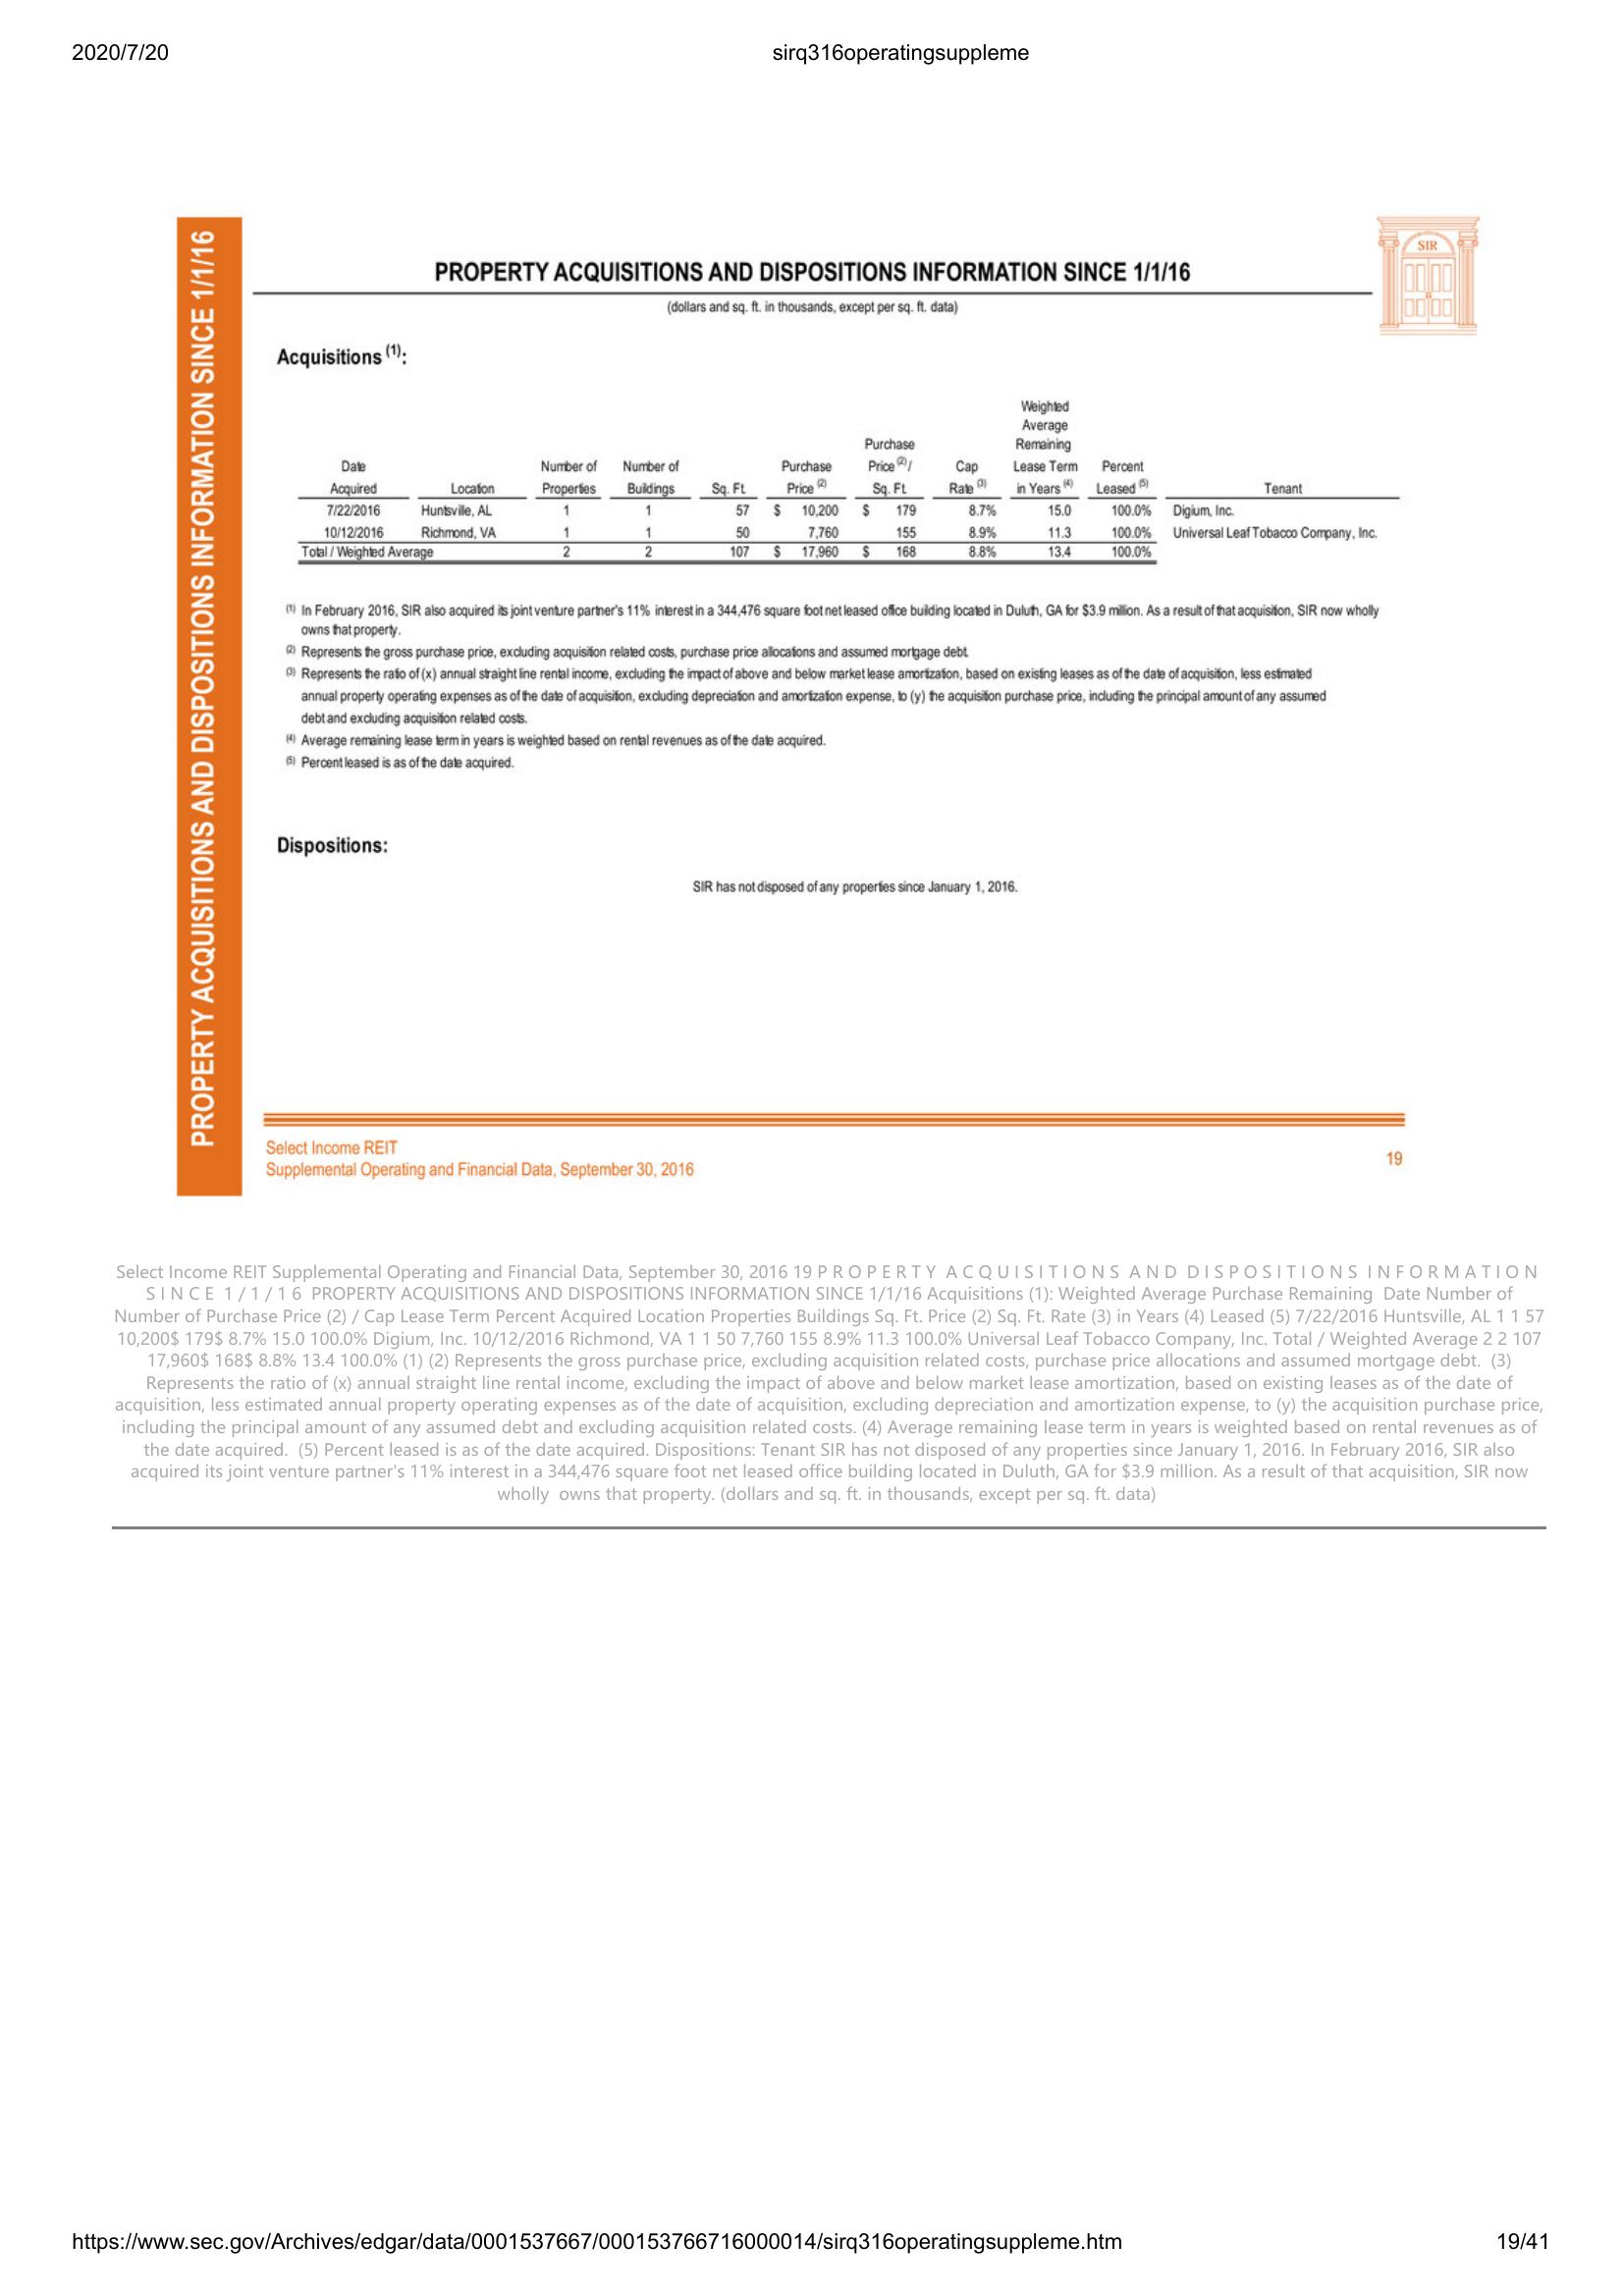 2020/7/20 sirq316operatingsuppleme
PROPERTY ACQUISITIONS AND DISPOSITIONS INFORMATION SINCE 1/1/16
SIR
PROPERTY ACQUISITIONS AND DISPOSITIONS INFORMATION SINCE 1/1/16
(dollars and sq. ft. in thousands, except per sq. ft. data)
Acquisitions (1):
Weighted
Average
Purchase Remaining
Date Number of Number of Purchase Price (2) / Cap Lease Term Percent
Acquired Location Properties Buildings Sq. Ft. Price (2) Sq. Ft. Rate (3) in Years (4) Leased (5) Tenant
7/22/2016 Huntsville, AL 1 1 57 $ 10,200 $ 179 8.7% 15.0 100.0% Digium, Inc.
10/12/2016 Richmond, VA 1 1 50 7,760 155 8.9% 11.3 100.0% Universal Leaf Tobacco Company, Inc.
Total / Weighted Average 2 2 107 $ 17,960 $ 168 8.8% 13.4 100.0%
(1) In February 2016, SIR also acquired its joint venture partner's 11% interest in a 344,476 square foot net leased office building located in Duluth, GA for $3.9 million. As a result of that acquisition, SIR now wholly
owns that property.
(2) Represents the gross purchase price, excluding acquisition related costs, purchase price allocations and assumed mortgage debt.
(3) Represents the ratio of (x) annual straight line rental income, excluding the impact of above and below market lease amortization, based on existing leases as of the date of acquisition, less estimated
annual property operating expenses as of the date of acquisition, excluding depreciation and amortization expense, to (y) the acquisition purchase price, including the principal amount of any assumed
debt and excluding acquisition related costs.
(4) Average remaining lease term in years is weighted based on rental revenues as of the date acquired.
(5) Percent leased is as of the date acquired.
Dispositions:
SIR has not disposed of any properties since January 1, 2016.
Select Income REIT
Supplemental Operating and Financial Data, September 30, 2016 19
Select Income REIT Supplemental Operating and Financial Data, September 30, 2016 19 P R O P E R T Y A C Q U I S I T I O N S A N D D I S P O S I T I O N S I N F O R M A T I O N
S I N C E 1 / 1 / 1 6 PROPERTY ACQUISITIONS AND DISPOSITIONS INFORMATION SINCE 1/1/16 Acquisitions (1): Weighted Average Purchase Remaining Date Number of
Number of Purchase Price (2) / Cap Lease Term Percent Acquired Location Properties Buildings Sq. Ft. Price (2) Sq. Ft. Rate (3) in Years (4) Leased (5) 7/22/2016 Huntsville, AL 1 1 57
10,200$ 179$ 8.7% 15.0 100.0% Digium, Inc. 10/12/2016 Richmond, VA 1 1 50 7,760 155 8.9% 11.3 100.0% Universal Leaf Tobacco Company, Inc. Total / Weighted Average 2 2 107
17,960$ 168$ 8.8% 13.4 100.0% (1) (2) Represents the gross purchase price, excluding acquisition related costs, purchase price allocations and assumed mortgage debt. (3)
Represents the ratio of (x) annual straight line rental income, excluding the impact of above and below market lease amortization, based on existing leases as of the date of
acquisition, less estimated annual property operating expenses as of the date of acquisition, excluding depreciation and amortization expense, to (y) the acquisition purchase price,
including the principal amount of any assumed debt and excluding acquisition related costs. (4) Average remaining lease term in years is weighted based on rental revenues as of
the date acquired. (5) Percent leased is as of the date acquired. Dispositions: Tenant SIR has not disposed of any properties since January 1, 2016. In February 2016, SIR also
acquired its joint venture partner's 11% interest in a 344,476 square foot net leased office building located in Duluth, GA for $3.9 million. As a result of that acquisition, SIR now
wholly owns that property. (dollars and sq. ft. in thousands, except per sq. ft. data)
https://www.sec.gov/Archives/edgar/data/0001537667/000153766716000014/sirq316operatingsuppleme.htm 19/41